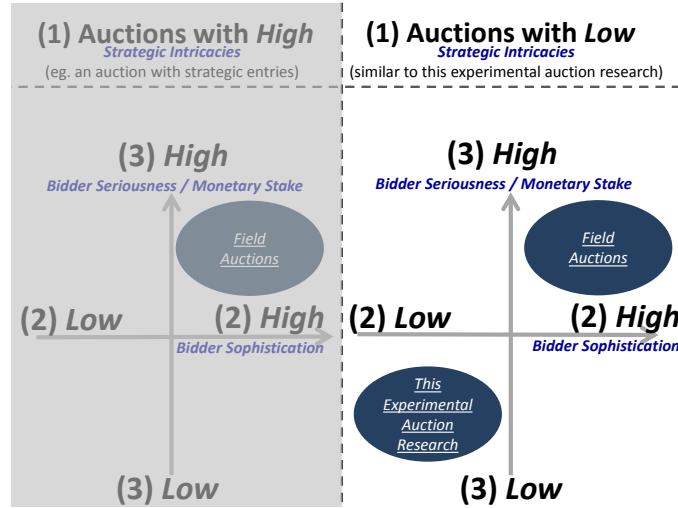 (1) Auctions with High
Strategic Intricacies
(eg. an auction with strategic entries)
(3) High
Bidder Seriousness / Monetary Stake
Field
Auctions
(2) Low
(2) High
Bidder Sophistication
(3) Low
(1) Auctions with Low
Strategic Intricacies
(similar to this experimental auction research)
(3) High
Bidder Seriousness / Monetary Stake
Field
Auctions
(2) Low
(2) High
Bidder Sophistication
This
Experimental
Auction
Research
(3) Low